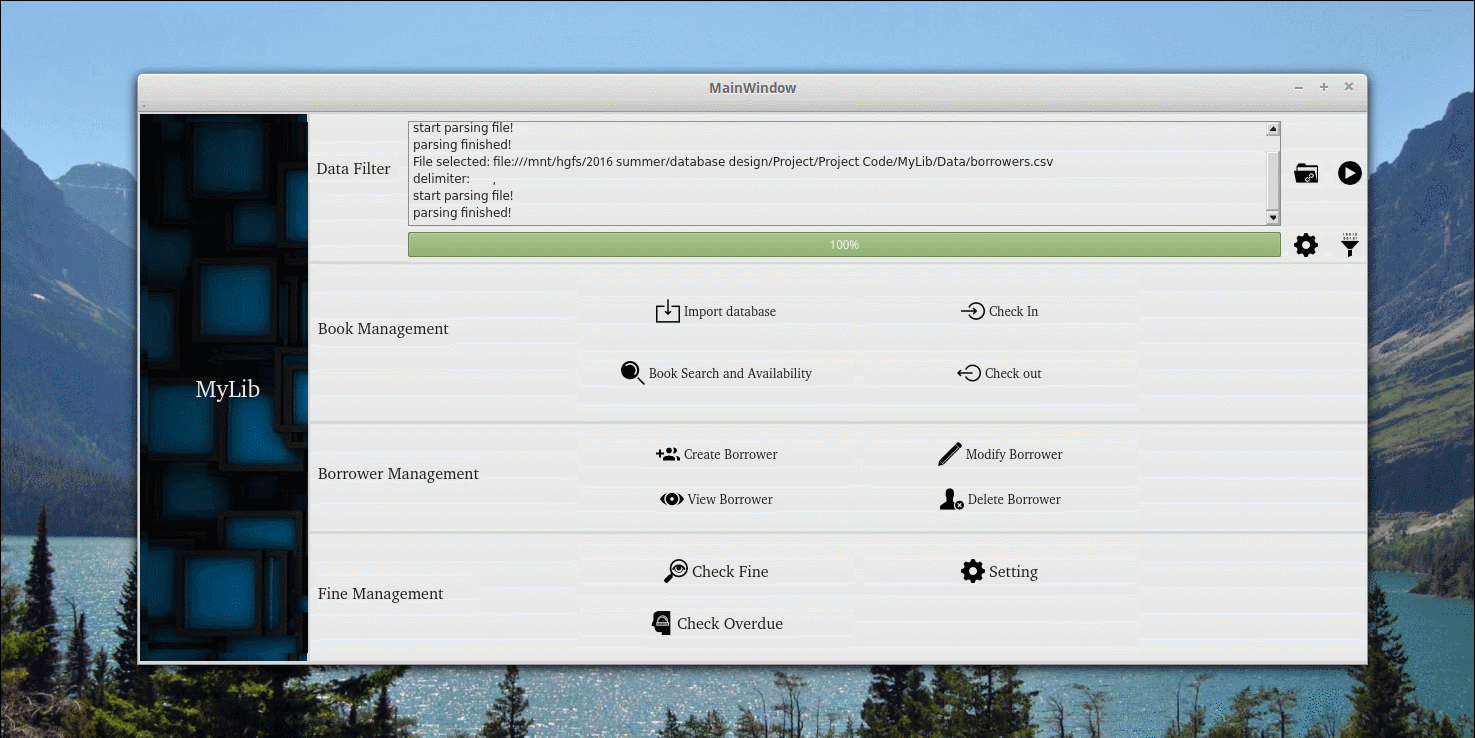 MainWindow
MyLib
Data Filter
start parsing file!
parsing finished!
File selected: file:///mnt/hgfs/2016 summer/database design/Project/Project Code/MyLib/Data/borrowers.csv
delimiter: ,
start parsing file!
parsing finished!
100%
Book Management
Import database
Check In
Book Search and Availability
Check out
Borrower Management
Create Borrower
Modify Borrower
View Borrower
Delete Borrower
Fine Management
Check Fine
Setting
Check Overdue